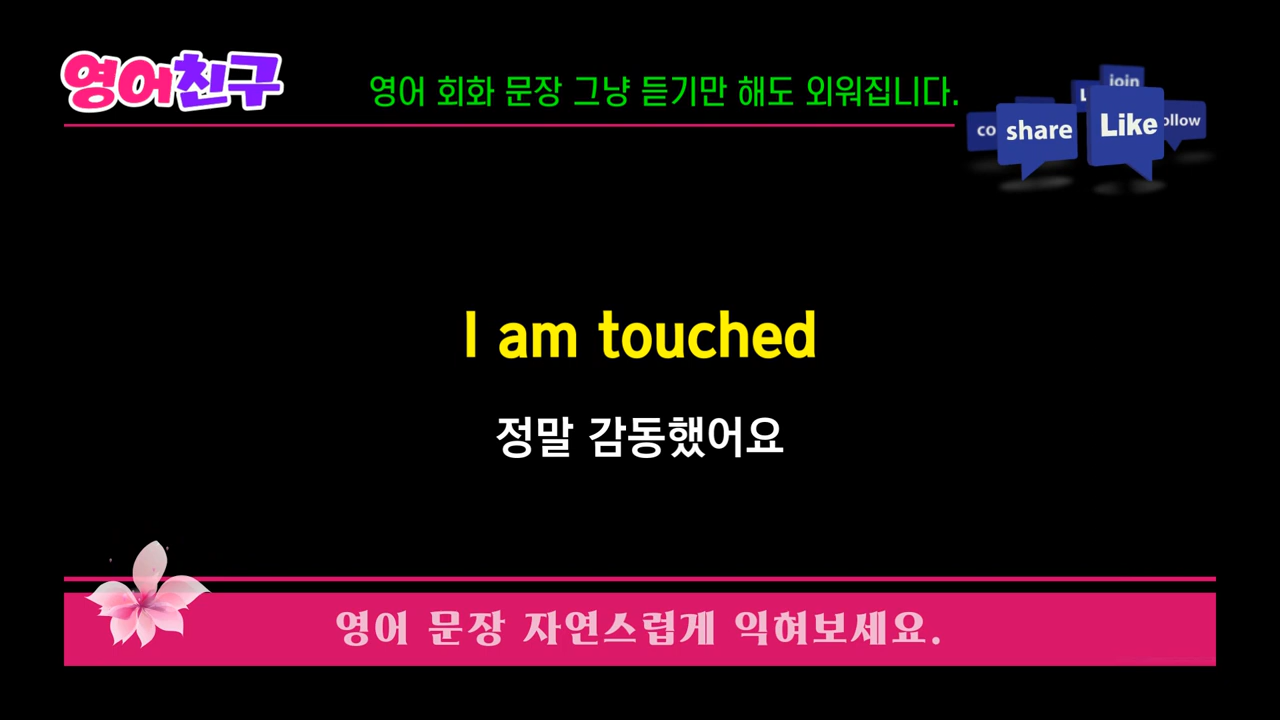 영어친구
영어 회화 문장 그냥 듣기만 해도 외워집니다.
join
share
Like
I am touched
정말 감동했어요
영어 문장 자연스럽게 익혀보세요.